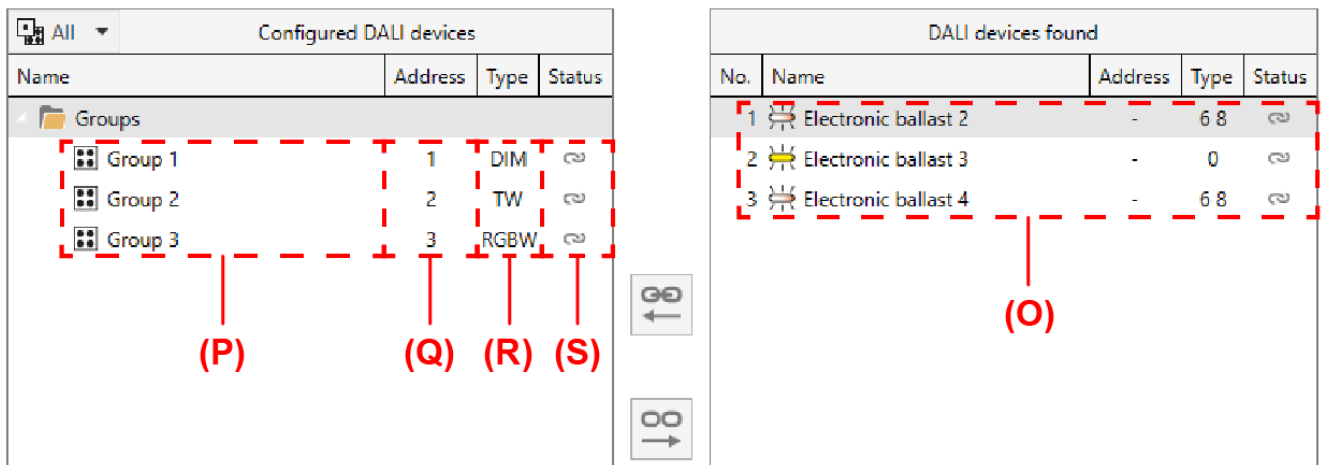 All Configured DALI devices
Name Address Type Status
Groups
Group 1 1 DIM
Group 2 2 TW
Group 3 3 RGBW
(P) (Q) (R) (S)
DALI devices found
No. Name Address Type Status
1 Electronic ballast 2 - 6 8
2 Electronic ballast 3 - 0
3 Electronic ballast 4 - 6 8
(O)